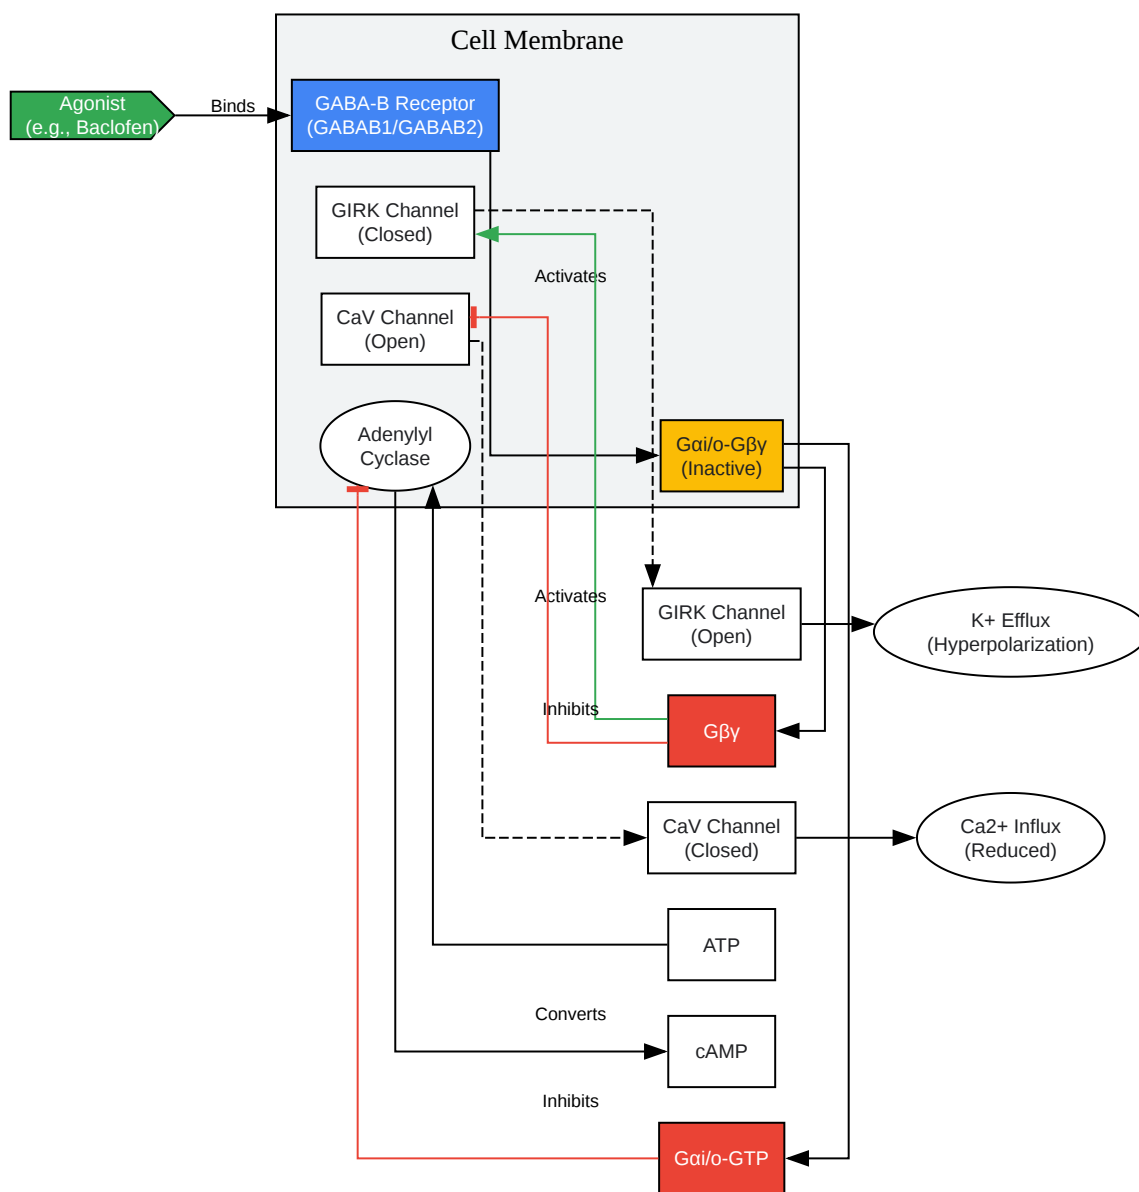 Cell Membrane
Agonist
(e.g., Baclofen)
Binds
GABA-B Receptor
(GABAB1/GABAB2)
GIRK Channel
(Closed)
Activates
CaV Channel
(Open)
Adenylyl
Cyclase
Gαi/o-Gβγ
(Inactive)
Activates
GIRK Channel
(Open)
K+ Efflux
(Hyperpolarization)
Inhibits
Gβγ
CaV Channel
(Closed)
Ca2+ Influx
(Reduced)
ATP
Converts
cAMP
Inhibits
Gαi/o-GTP